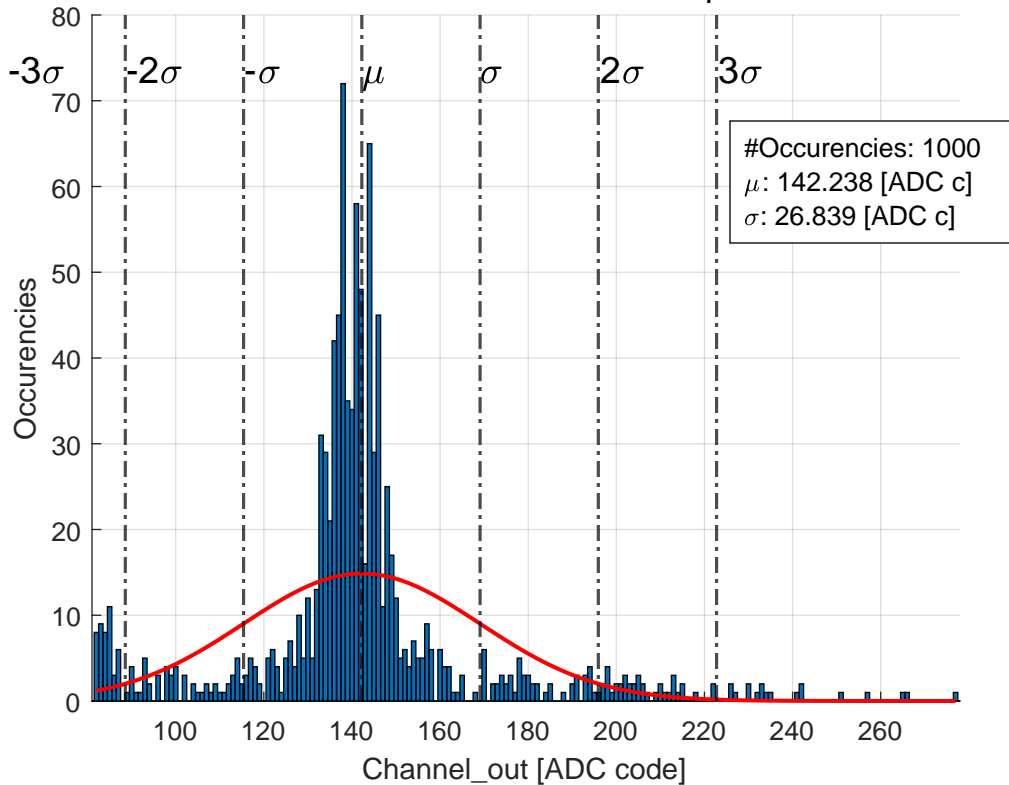 80
-3σ -2σ -σ μ σ 2σ 3σ
70
60
50
40
30
20
10
0
Occurencies
#Occurencies: 1000
μ: 142.238 [ADC c]
σ: 26.839 [ADC c]
100 120 140 160 180 200 220 240 260
Channel_out [ADC code]